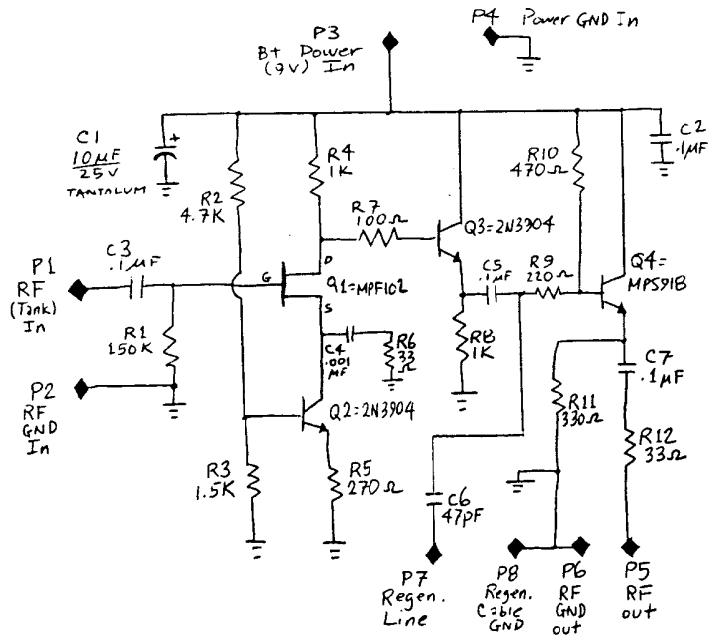 P4 Power GND In
P3
B+ Power
(9V) In
C1
10µF
25V
TANTALUM
+
R2
4.7K
R4
1K
R7
100Ω
Q3=2N3904
R10
470Ω
C2
.1µF
P1
RF
(Tank)
In
C3
.1µF
G
D
S
Q1=MPF102
C5
.1µF
R9
220Ω
Q4=
MPS918
R1
150K
C4
.001
µF
R6
33
Ω
R8
1K
C7
.1µF
P2
RF
GND
In
Q2=2N3904
R11
330Ω
R12
33Ω
R3
1.5K
R5
270Ω
C6
47pF
P7
Regen.
Line
P8
Regen.
Cable
GND
P6
RF
GND
out
P5
RF
out